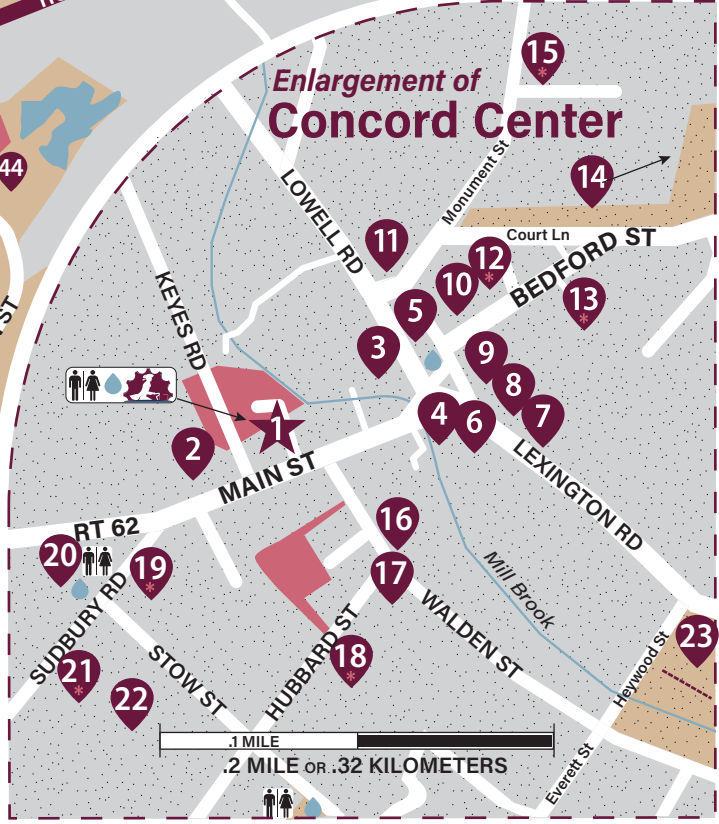 Enlargement of
Concord Center
15
*
44
14
Monument St
LOWELL RD
Court Ln
BEDFORD ST
11
12
*
10
13
*
5
KEYES RD
ST
3
9
8
7
4
6
1
2
MAIN ST
LEXINGTON RD
RT 62
16
20
19
*
17
Mill Brook
SUDBURY RD
WALDEN ST
HUBBARD ST
18
*
STOW ST
21
*
22
Heywood St
23
.1 MILE
.2 MILE OR .32 KILOMETERS
Everett St